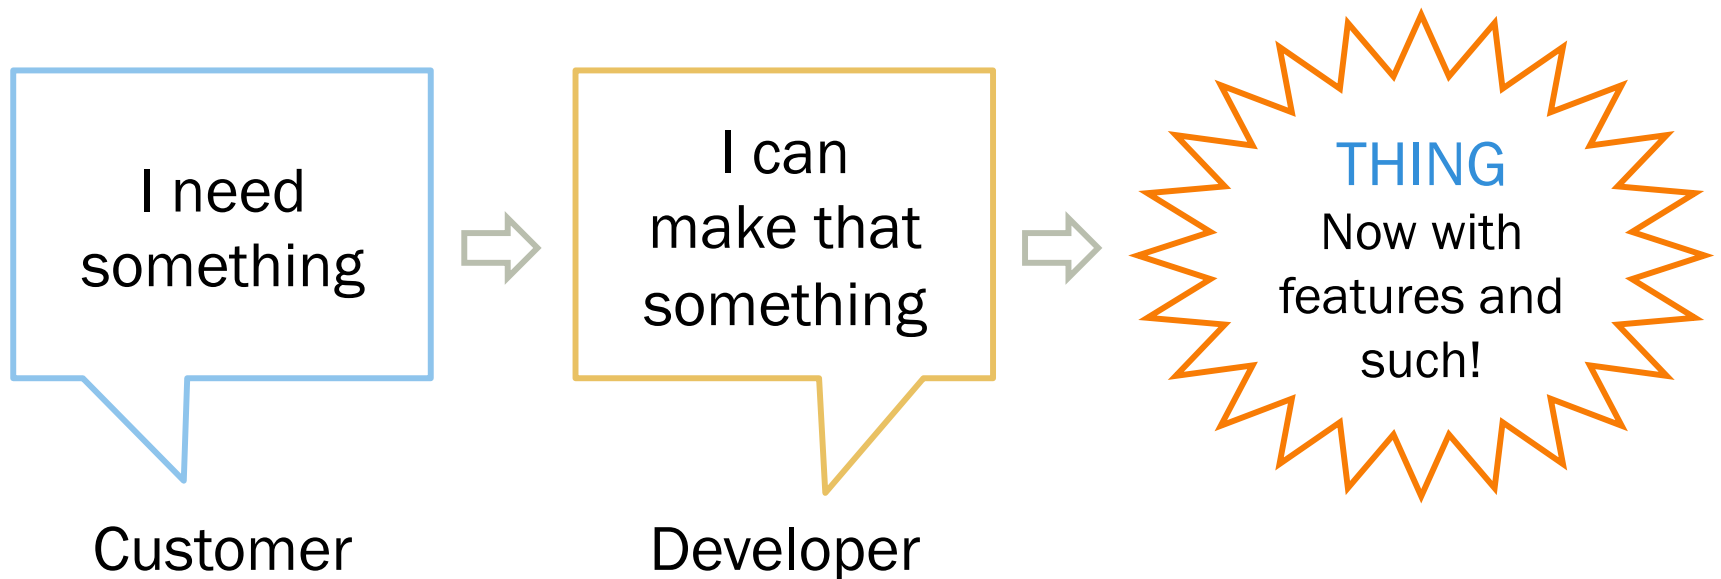 I need
something
Customer
I can
make that
something
Developer
THING
Now with
features and
such!